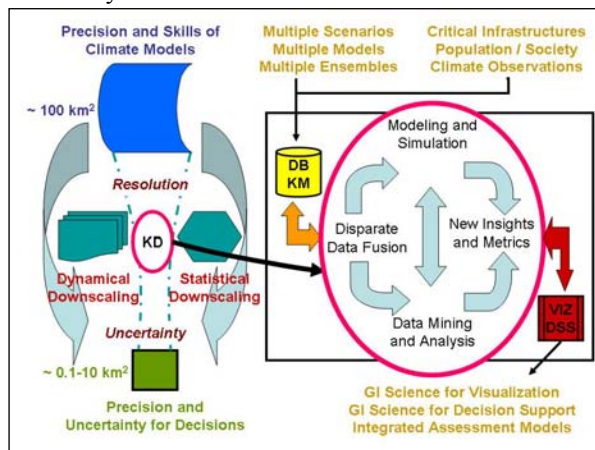 Precision and Skills of
Climate Models
~ 100 km²
Resolution
KD
Dynamical
Downscaling
Statistical
Downscaling
Uncertainty
~ 0.1-10 km²
Precision and
Uncertainty for Decisions
Multiple Scenarios
Multiple Models
Multiple Ensembles
Critical Infrastructures
Population / Society
Climate Observations
DB
KM
Modeling and
Simulation
Disparate
Data Fusion
New Insights
and Metrics
Data Mining
and Analysis
VIZ
DSS
GI Science for Visualization
GI Science for Decision Support
Integrated Assessment Models